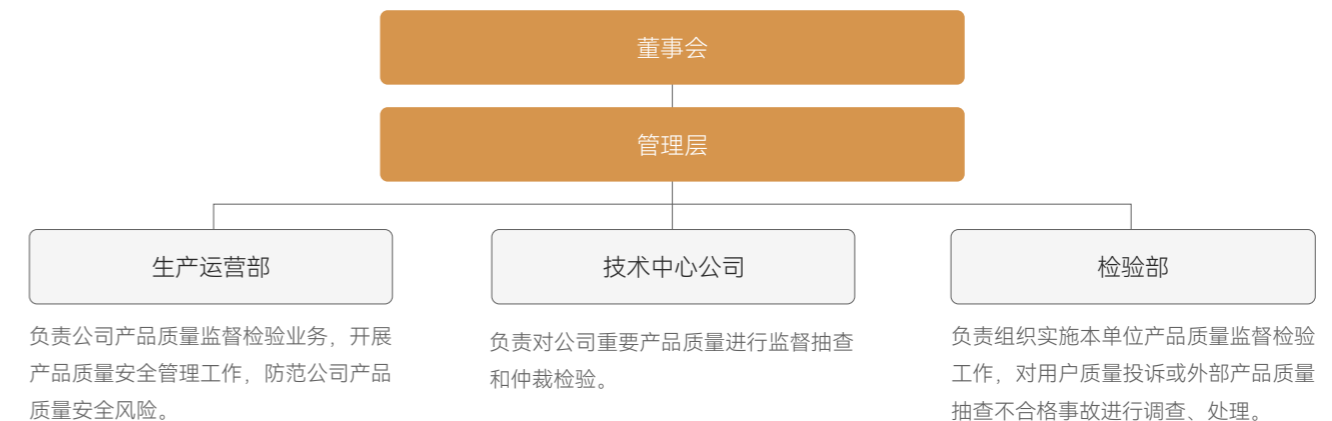 董事会
管理层
生产运营部
负责公司产品质量监督检验业务，开展
产品质量安全管理工作，防范公司产品
质量安全风险。
技术中心公司
负责对公司重要产品质量进行监督抽查
和仲裁检验。
检验部
负责组织实施本单位产品质量监督检验
工作，对用户质量投诉或外部产品质量
抽查不合格事故进行调查、处理。